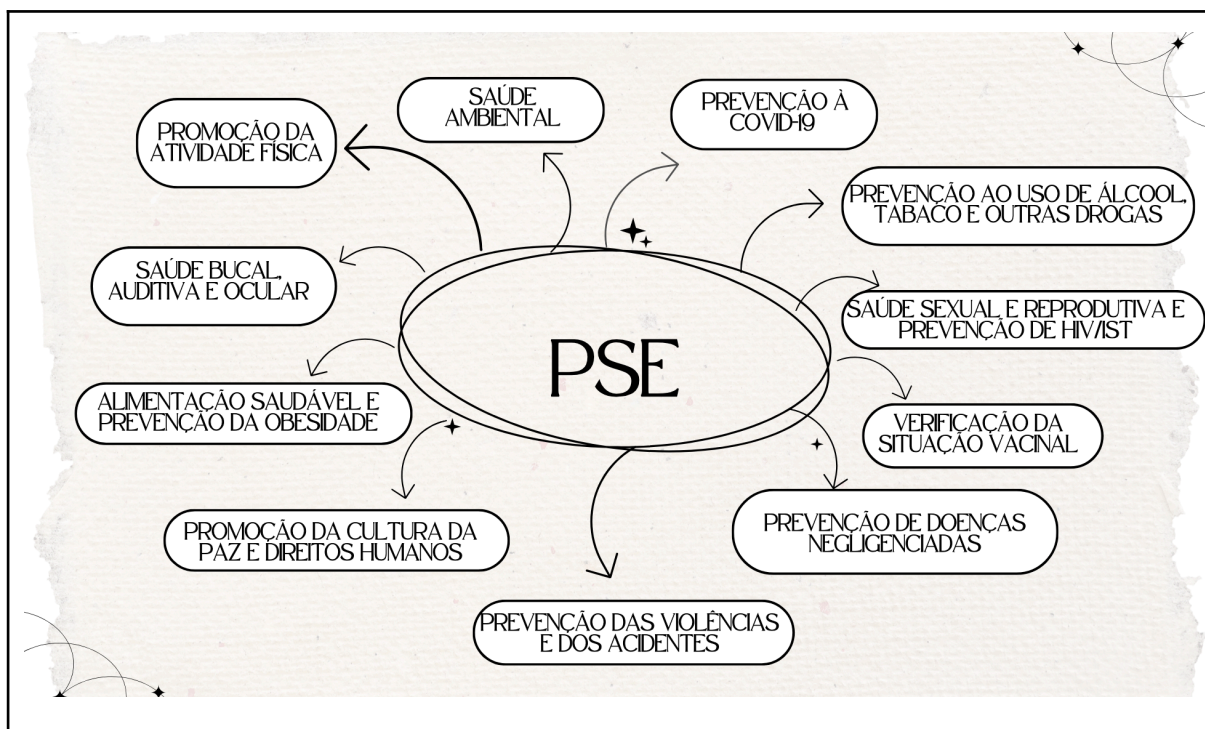 SAÚDE
AMBIENTAL
PREVENÇÃO À
COVID-19
PROMOÇÃO DA
ATIVIDADE FÍSICA
PREVENÇÃO AO USO DE ÁLCOOL,
TABACO E OUTRAS DROGAS
SAÚDE BUCAL,
AUDITIVA E OCULAR
SAÚDE SEXUAL E REPRODUTIVA E
PREVENÇÃO DE HIV/IST
PSE
ALIMENTAÇÃO SAUDÁVEL E
PREVENÇÃO DA OBESIDADE
VERIFICAÇÃO DA
SITUAÇÃO VACINAL
PROMOÇÃO DA CULTURA DA
PAZ E DIREITOS HUMANOS
PREVENÇÃO DE DOENÇAS
NEGLIGENCIADAS
PREVENÇÃO DAS VIOLÊNCIAS
E DOS ACIDENTES